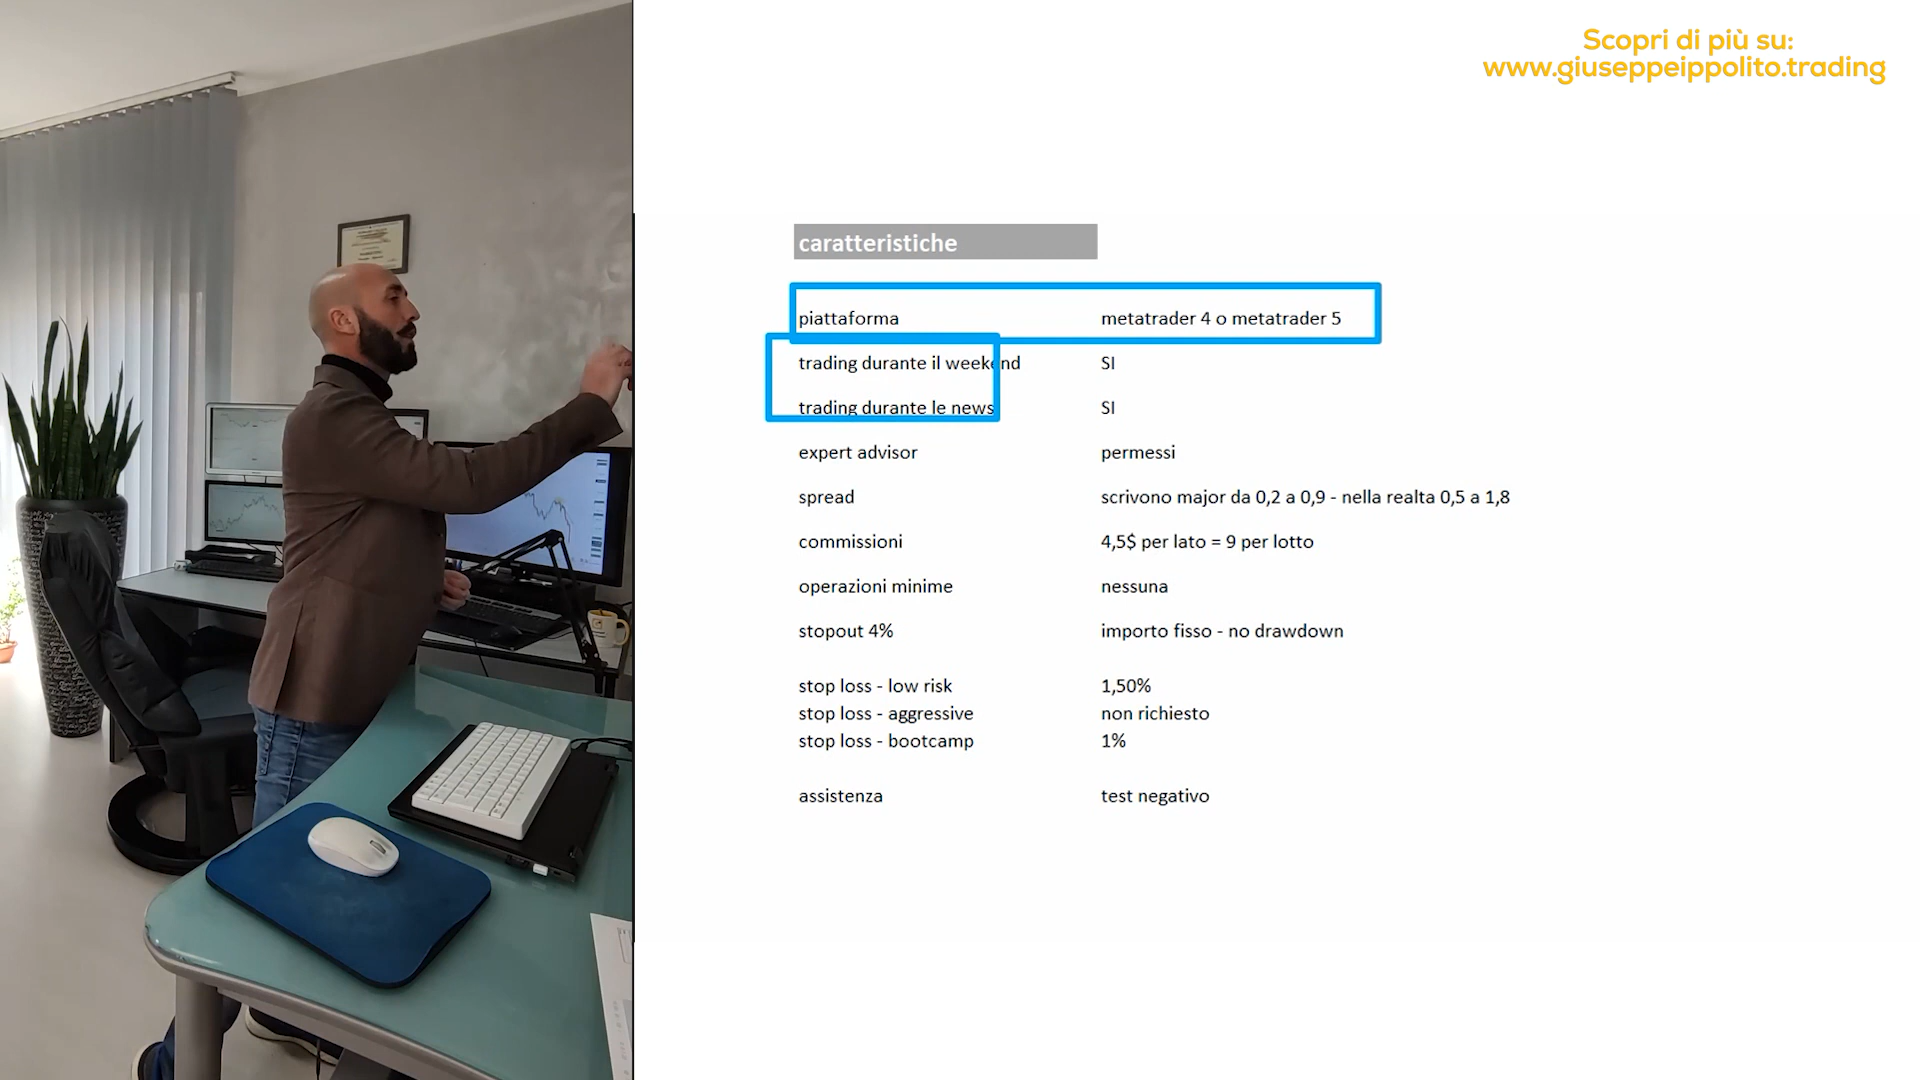 Scopri di più su:
www.giuseppeippolito.trading
caratteristiche
piattaforma metatrader 4 o metatrader 5
trading durante il weekend SI
trading durante le news SI
expert advisor permessi
spread scrivono major da 0,2 a 0,9 - nella realta 0,5 a 1,8
commissioni 4,5$ per lato = 9 per lotto
operazioni minime nessuna
stopout 4% importo fisso - no drawdown
stop loss - low risk 1,50%
stop loss - aggressive non richiesto
stop loss - bootcamp 1%
assistenza test negativo